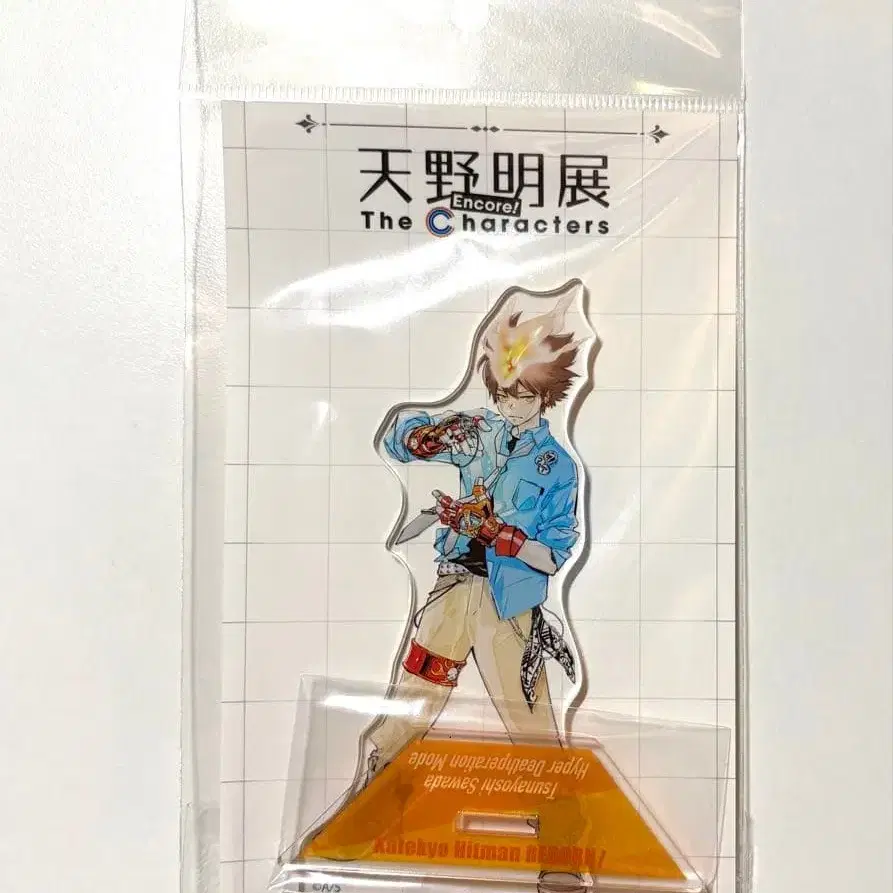 天野明展
Encore!
The Characters
Tsunayoshi Sawada
Hyper Deathperation Mode
Katekyo Hitman REBORN!
©A/S